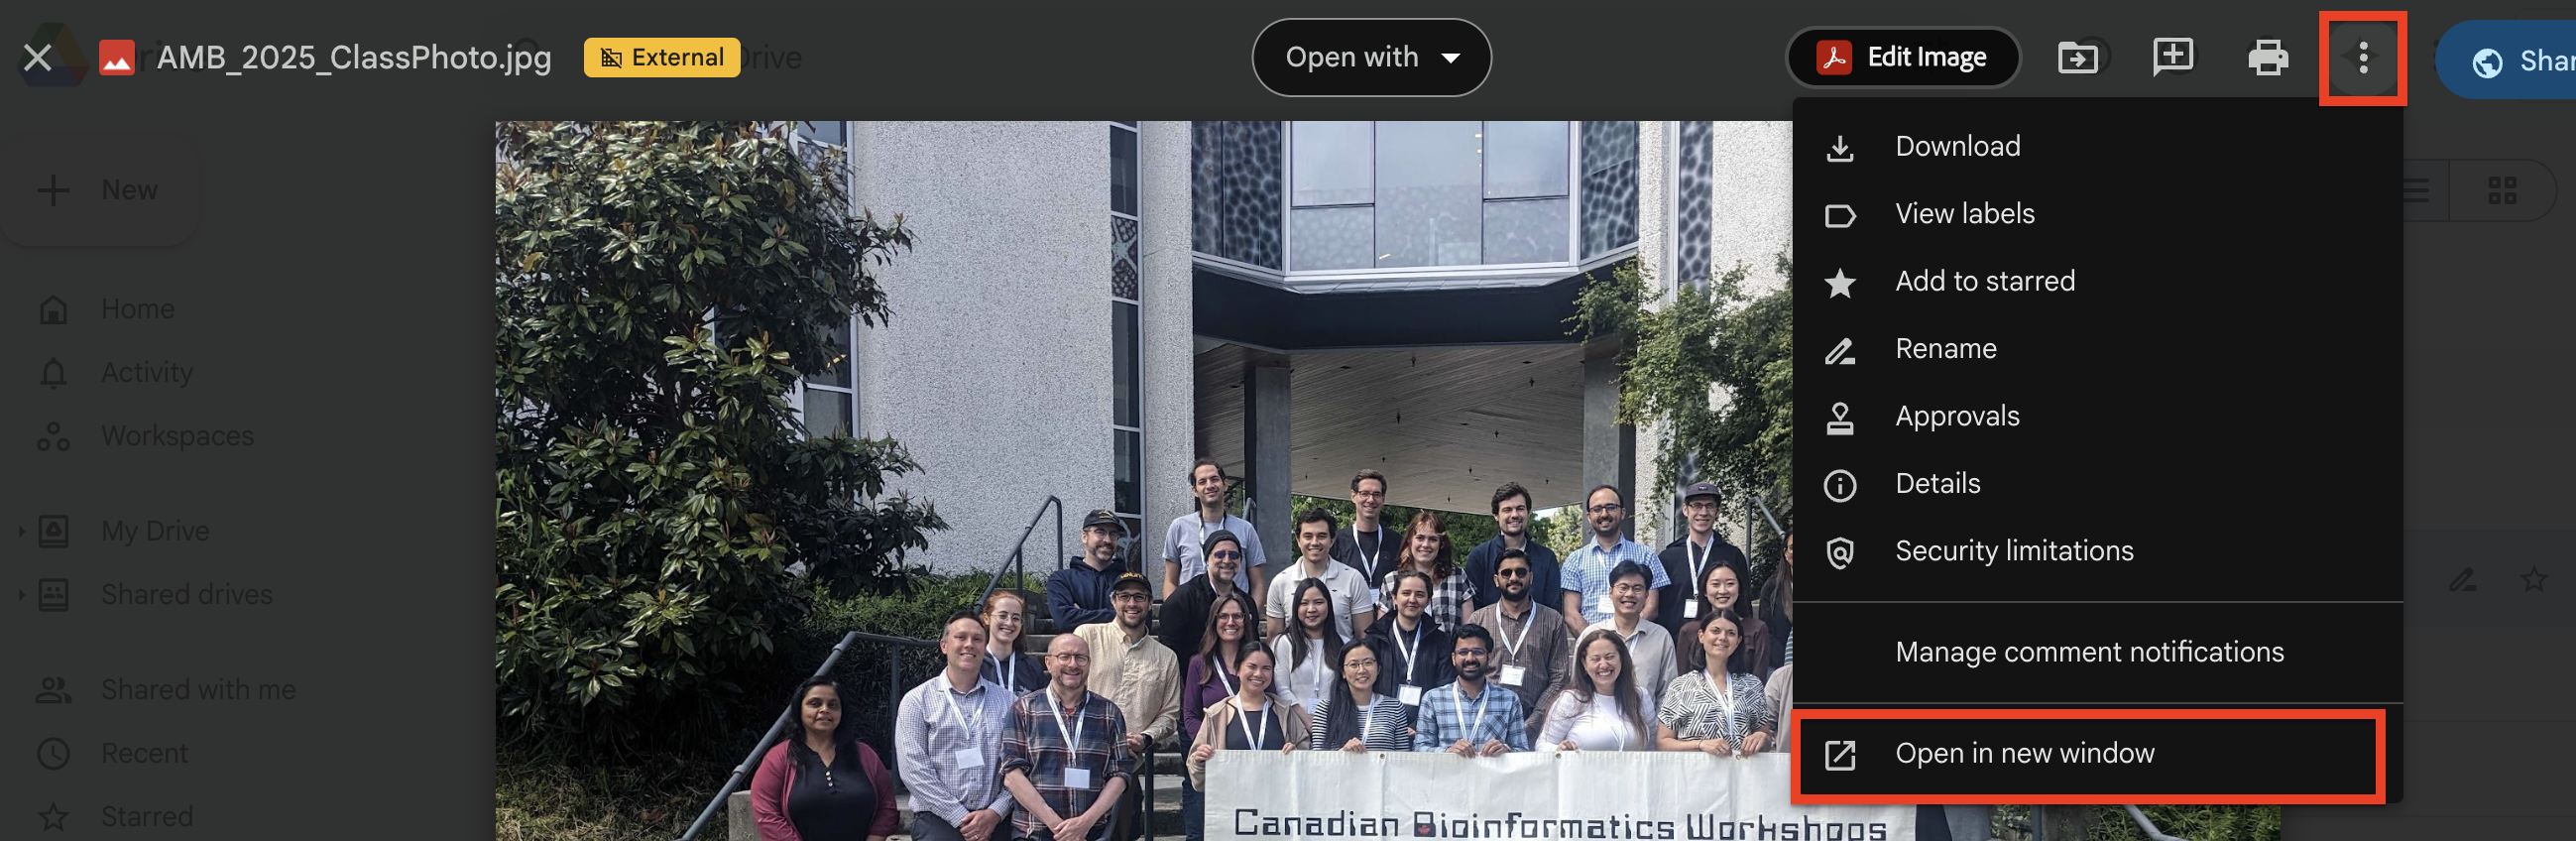 AMB_2025_ClassPhoto.jpg
External
Drive
Open with
Edit Image
New
Home
Activity
Workspaces
My Drive
Shared drives
Shared with me
Recent
Starred
Download
View labels
Add to starred
Rename
Approvals
Details
Security limitations
Manage comment notifications
Open in new window
Canadian Bioinformatics Workshops